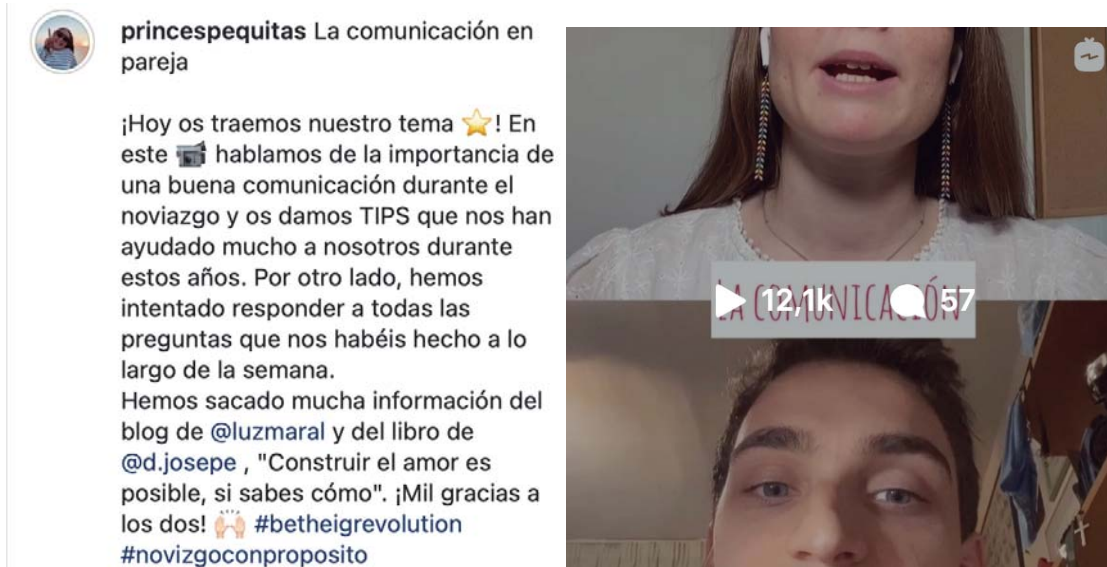 princespequitas La comunicación en
pareja
¡Hoy os traemos nuestro tema ⭐! En
este 📹 hablamos de la importancia de
una buena comunicación durante el
noviazgo y os damos TIPS que nos han
ayudado mucho a nosotros durante
estos años. Por otro lado, hemos
intentado responder a todas las
preguntas que nos habéis hecho a lo
largo de la semana.
Hemos sacado mucha información del
blog de @luzmaral y del libro de
@d.josepe , "Construir el amor es
posible, si sabes cómo". ¡Mil gracias a
los dos! 🙌🏻 #betheigrevolution
#novizgoconproposito
LA COMUNICACIÓN
12,1k 57